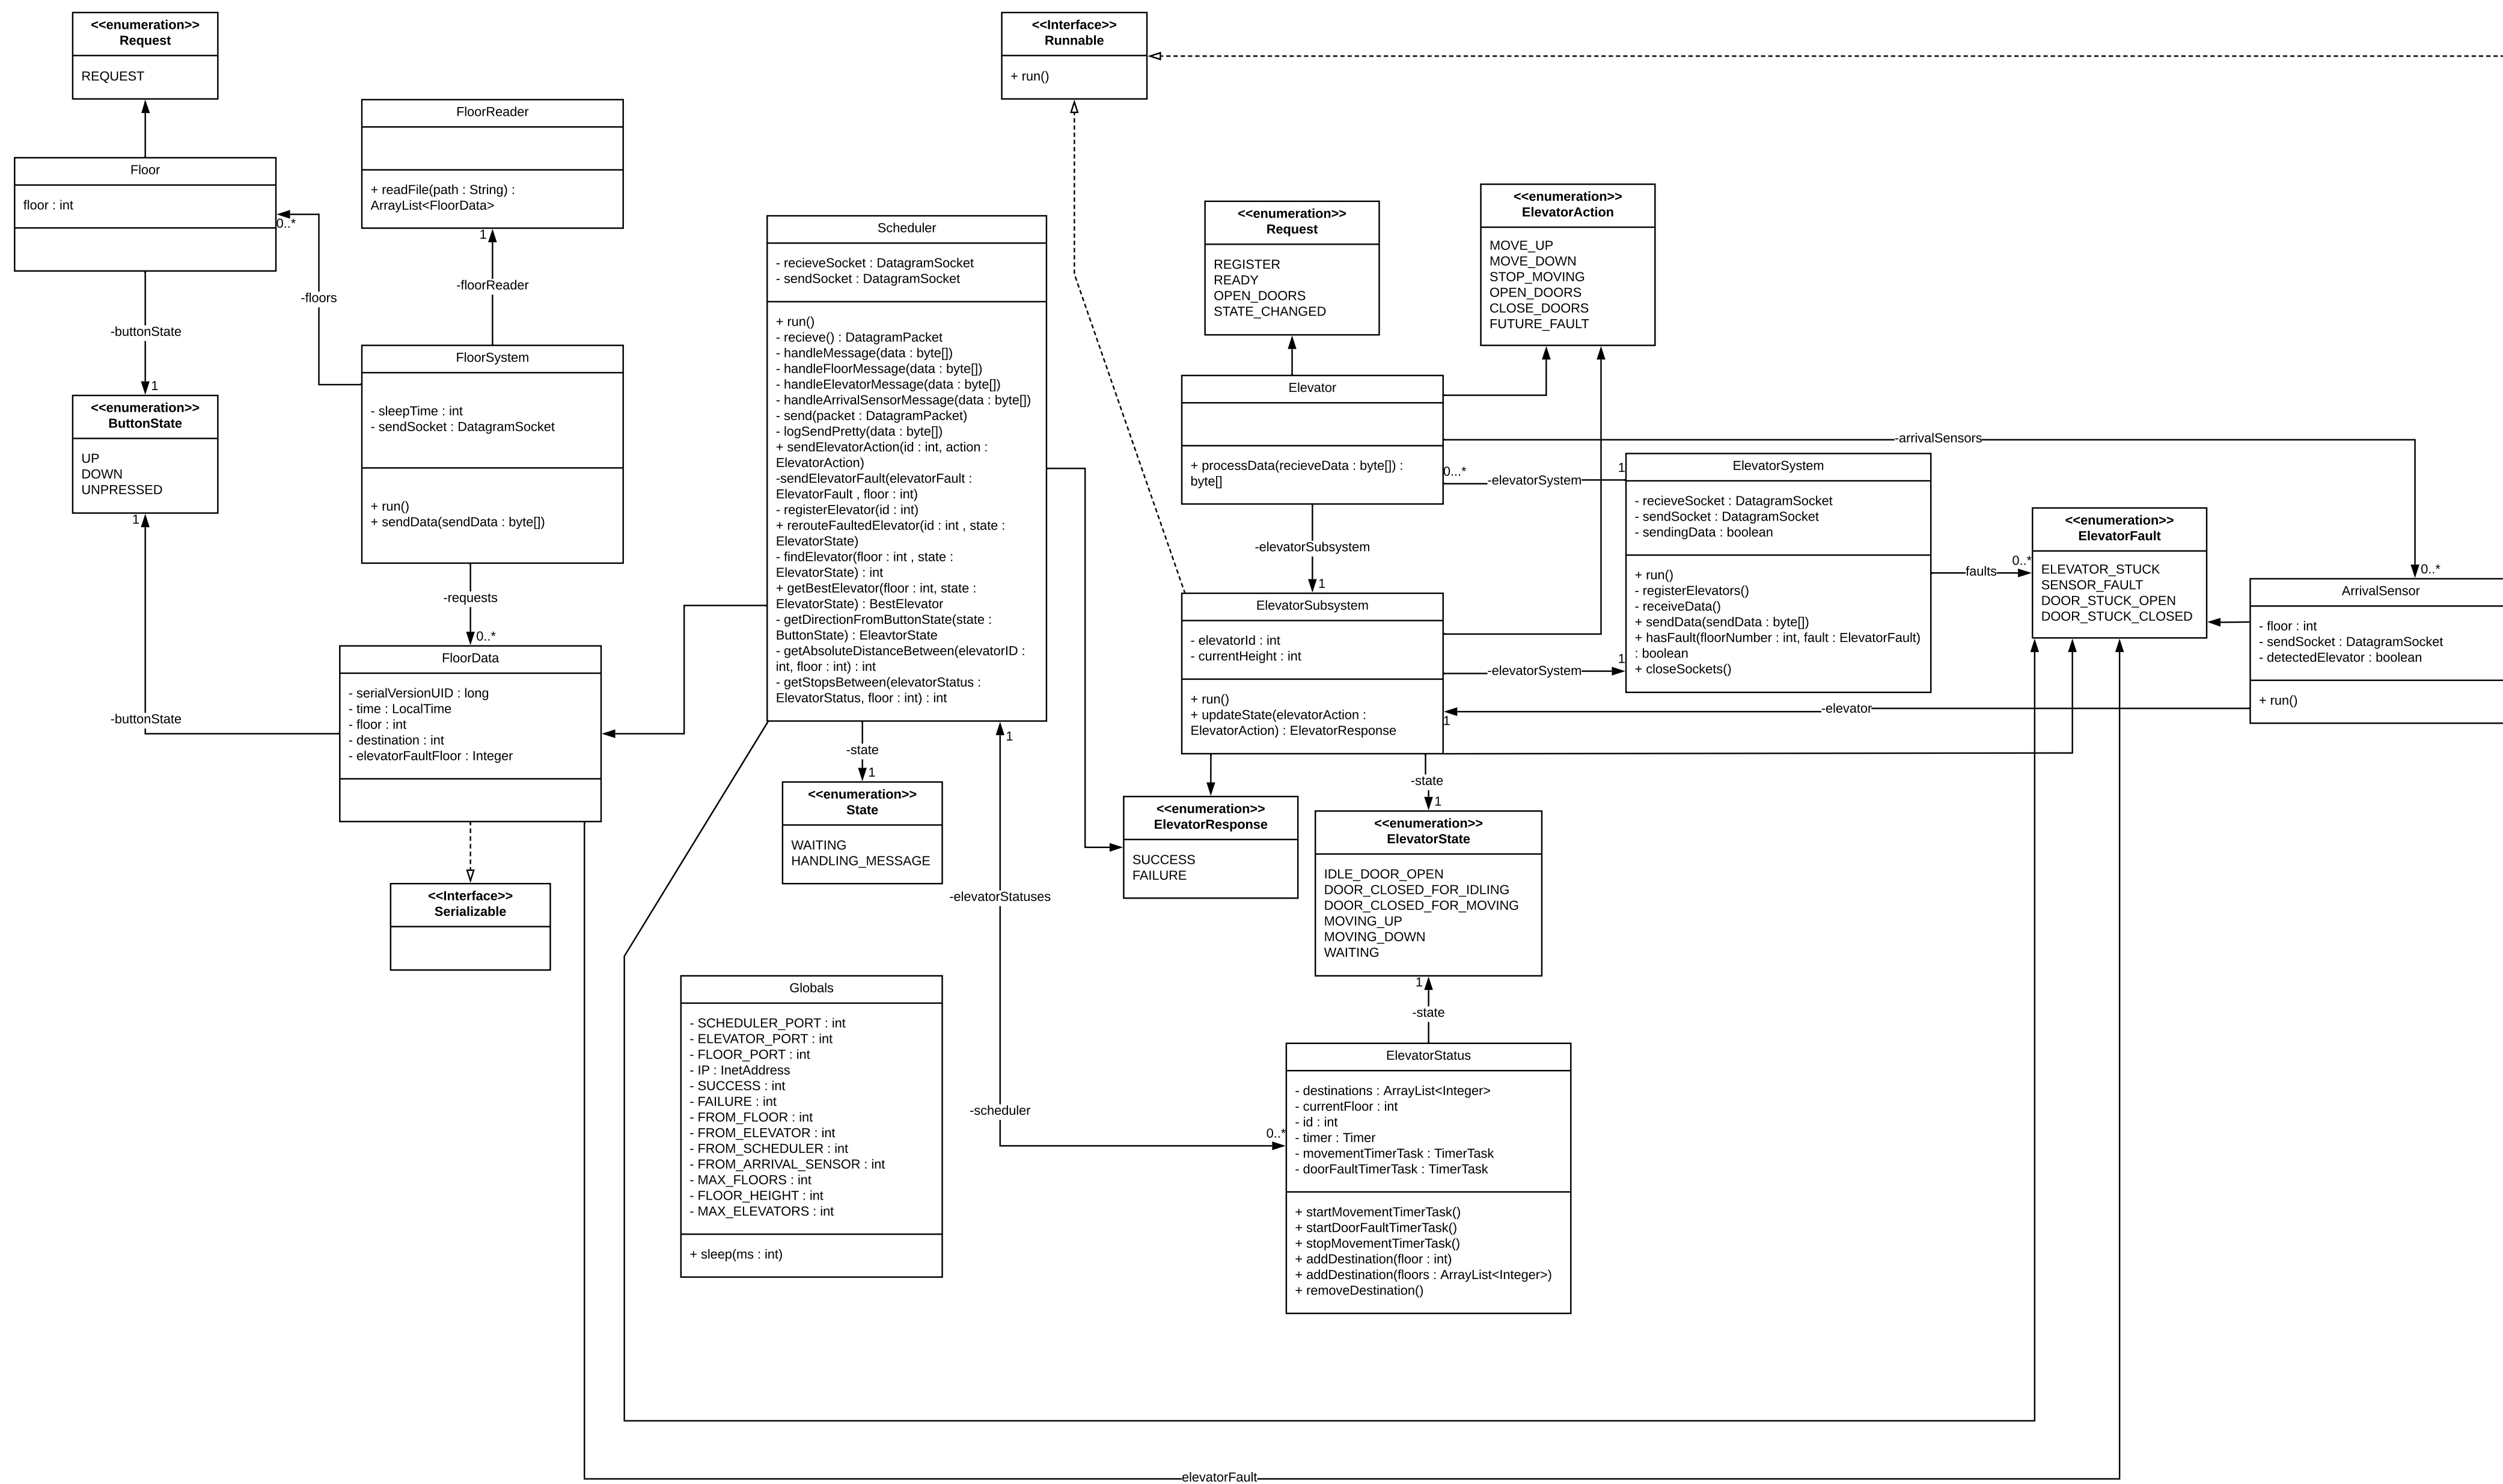 <<enumeration>>
Request
REQUEST
Floor
floor : int
0..*
-buttonState
1
<<enumeration>>
ButtonState
UP
DOWN
UNPRESSED
1
-buttonState
FloorReader
+ readFile(path : String) :
ArrayList<FloorData>
1
-floorReader
-floors
FloorSystem
- sleepTime : int
- sendSocket : DatagramSocket
+ run()
+ sendData(sendData : byte[])
-requests
0..*
FloorData
- serialVersionUID : long
- time : LocalTime
- floor : int
- destination : int
- elevatorFaultFloor : Integer
<<Interface>>
Serializable
Scheduler
- recieveSocket : DatagramSocket
- sendSocket : DatagramSocket
+ run()
- recieve() : DatagramPacket
- handleMessage(data : byte[])
- handleFloorMessage(data : byte[])
- handleElevatorMessage(data : byte[])
- handleArrivalSensorMessage(data : byte[])
- send(packet : DatagramPacket)
- logSendPretty(data : byte[])
+ sendElevatorAction(id : int, action :
ElevatorAction)
-sendElevatorFault(elevatorFault :
ElevatorFault , floor : int)
- registerElevator(id : int)
+ rerouteFaultedElevator(id : int , state :
ElevatorState)
- findElevator(floor : int , state :
ElevatorState) : int
+ getBestElevator(floor : int, state :
ElevatorState) : BestElevator
- getDirectionFromButtonState(state :
ButtonState) : EleavtorState
- getAbsoluteDistanceBetween(elevatorID :
int, floor : int) : int
- getStopsBetween(elevatorStatus :
ElevatorStatus, floor : int) : int
-state
1
<<enumeration>>
State
WAITING
HANDLING_MESSAGE
1
-elevatorStatuses
-scheduler
0..*
Globals
- SCHEDULER_PORT : int
- ELEVATOR_PORT : int
- FLOOR_PORT : int
- IP : InetAddress
- SUCCESS : int
- FAILURE : int
- FROM_FLOOR : int
- FROM_ELEVATOR : int
- FROM_SCHEDULER : int
- FROM_ARRIVAL_SENSOR : int
- MAX_FLOORS : int
- FLOOR_HEIGHT : int
- MAX_ELEVATORS : int
+ sleep(ms : int)
<<Interface>>
Runnable
+ run()
<<enumeration>>
Request
REGISTER
READY
OPEN_DOORS
STATE_CHANGED
<<enumeration>>
ElevatorAction
MOVE_UP
MOVE_DOWN
STOP_MOVING
OPEN_DOORS
CLOSE_DOORS
FUTURE_FAULT
Elevator
+ processData(recieveData : byte[]) :
byte[]
-arrivalSensors
0...*
-elevatorSystem
1
-elevatorSubsystem
1
ElevatorSubsystem
- elevatorId : int
- currentHeight : int
+ run()
+ updateState(elevatorAction :
ElevatorAction) : ElevatorResponse
-elevatorSystem
1
-elevator
1
ElevatorSystem
- recieveSocket : DatagramSocket
- sendSocket : DatagramSocket
- sendingData : boolean
+ run()
- registerElevators()
- receiveData()
+ sendData(sendData : byte[])
+ hasFault(floorNumber : int, fault : ElevatorFault)
: boolean
+ closeSockets()
faults
0..*
<<enumeration>>
ElevatorFault
ELEVATOR_STUCK
SENSOR_FAULT
DOOR_STUCK_OPEN
DOOR_STUCK_CLOSED
0..*
ArrivalSensor
- floor : int
- sendSocket : DatagramSocket
- detectedElevator : boolean
+ run()
<<enumeration>>
ElevatorResponse
SUCCESS
FAILURE
-state
1
<<enumeration>>
ElevatorState
IDLE_DOOR_OPEN
DOOR_CLOSED_FOR_IDLING
DOOR_CLOSED_FOR_MOVING
MOVING_UP
MOVING_DOWN
WAITING
1
-state
ElevatorStatus
- destinations : ArrayList<Integer>
- currentFloor : int
- id : int
- timer : Timer
- movementTimerTask : TimerTask
- doorFaultTimerTask : TimerTask
+ startMovementTimerTask()
+ startDoorFaultTimerTask()
+ stopMovementTimerTask()
+ addDestination(floor : int)
+ addDestination(floors : ArrayList<Integer>)
+ removeDestination()
elevatorFault